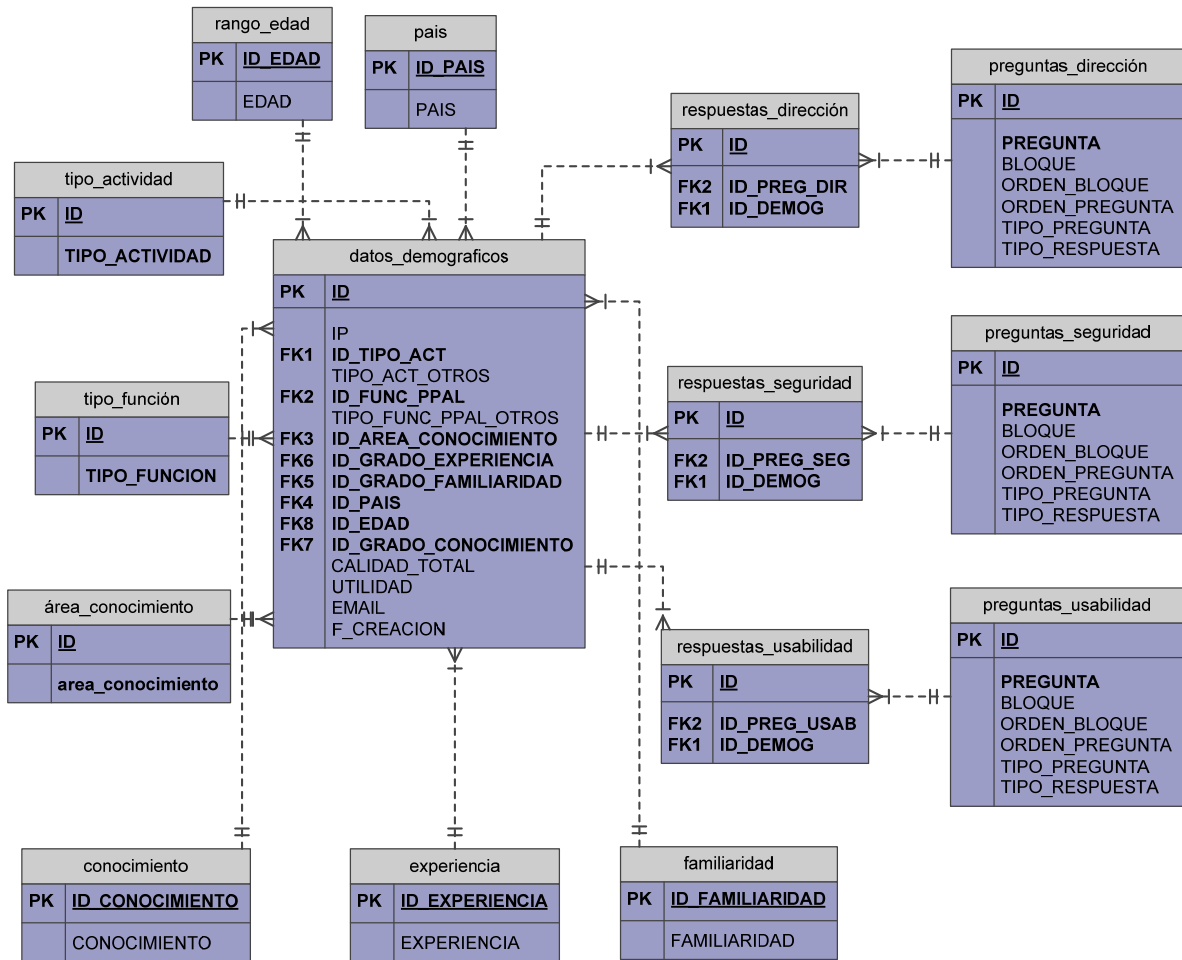 rango_edad
PK ID_EDAD
EDAD
pais
PK ID_PAIS
PAIS
tipo_actividad
PK ID
TIPO_ACTIVIDAD
respuestas_dirección
PK ID
FK2 ID_PREG_DIR
FK1 ID_DEMOG
preguntas_dirección
PK ID
PREGUNTA
BLOQUE
ORDEN_BLOQUE
ORDEN_PREGUNTA
TIPO_PREGUNTA
TIPO_RESPUESTA
datos_demograficos
PK ID
IP
FK1 ID_TIPO_ACT
TIPO_ACT_OTROS
FK2 ID_FUNC_PPAL
TIPO_FUNC_PPAL_OTROS
FK3 ID_AREA_CONOCIMIENTO
FK6 ID_GRADO_EXPERIENCIA
FK5 ID_GRADO_FAMILIARIDAD
FK4 ID_PAIS
FK8 ID_EDAD
FK7 ID_GRADO_CONOCIMIENTO
CALIDAD_TOTAL
UTILIDAD
EMAIL
F_CREACION
tipo_función
PK ID
TIPO_FUNCION
respuestas_seguridad
PK ID
FK2 ID_PREG_SEG
FK1 ID_DEMOG
preguntas_seguridad
PK ID
PREGUNTA
BLOQUE
ORDEN_BLOQUE
ORDEN_PREGUNTA
TIPO_PREGUNTA
TIPO_RESPUESTA
área_conocimiento
PK ID
area_conocimiento
respuestas_usabilidad
PK ID
FK2 ID_PREG_USAB
FK1 ID_DEMOG
preguntas_usabilidad
PK ID
PREGUNTA
BLOQUE
ORDEN_BLOQUE
ORDEN_PREGUNTA
TIPO_PREGUNTA
TIPO_RESPUESTA
conocimiento
PK ID_CONOCIMIENTO
CONOCIMIENTO
experiencia
PK ID_EXPERIENCIA
EXPERIENCIA
familiaridad
PK ID_FAMILIARIDAD
FAMILIARIDAD